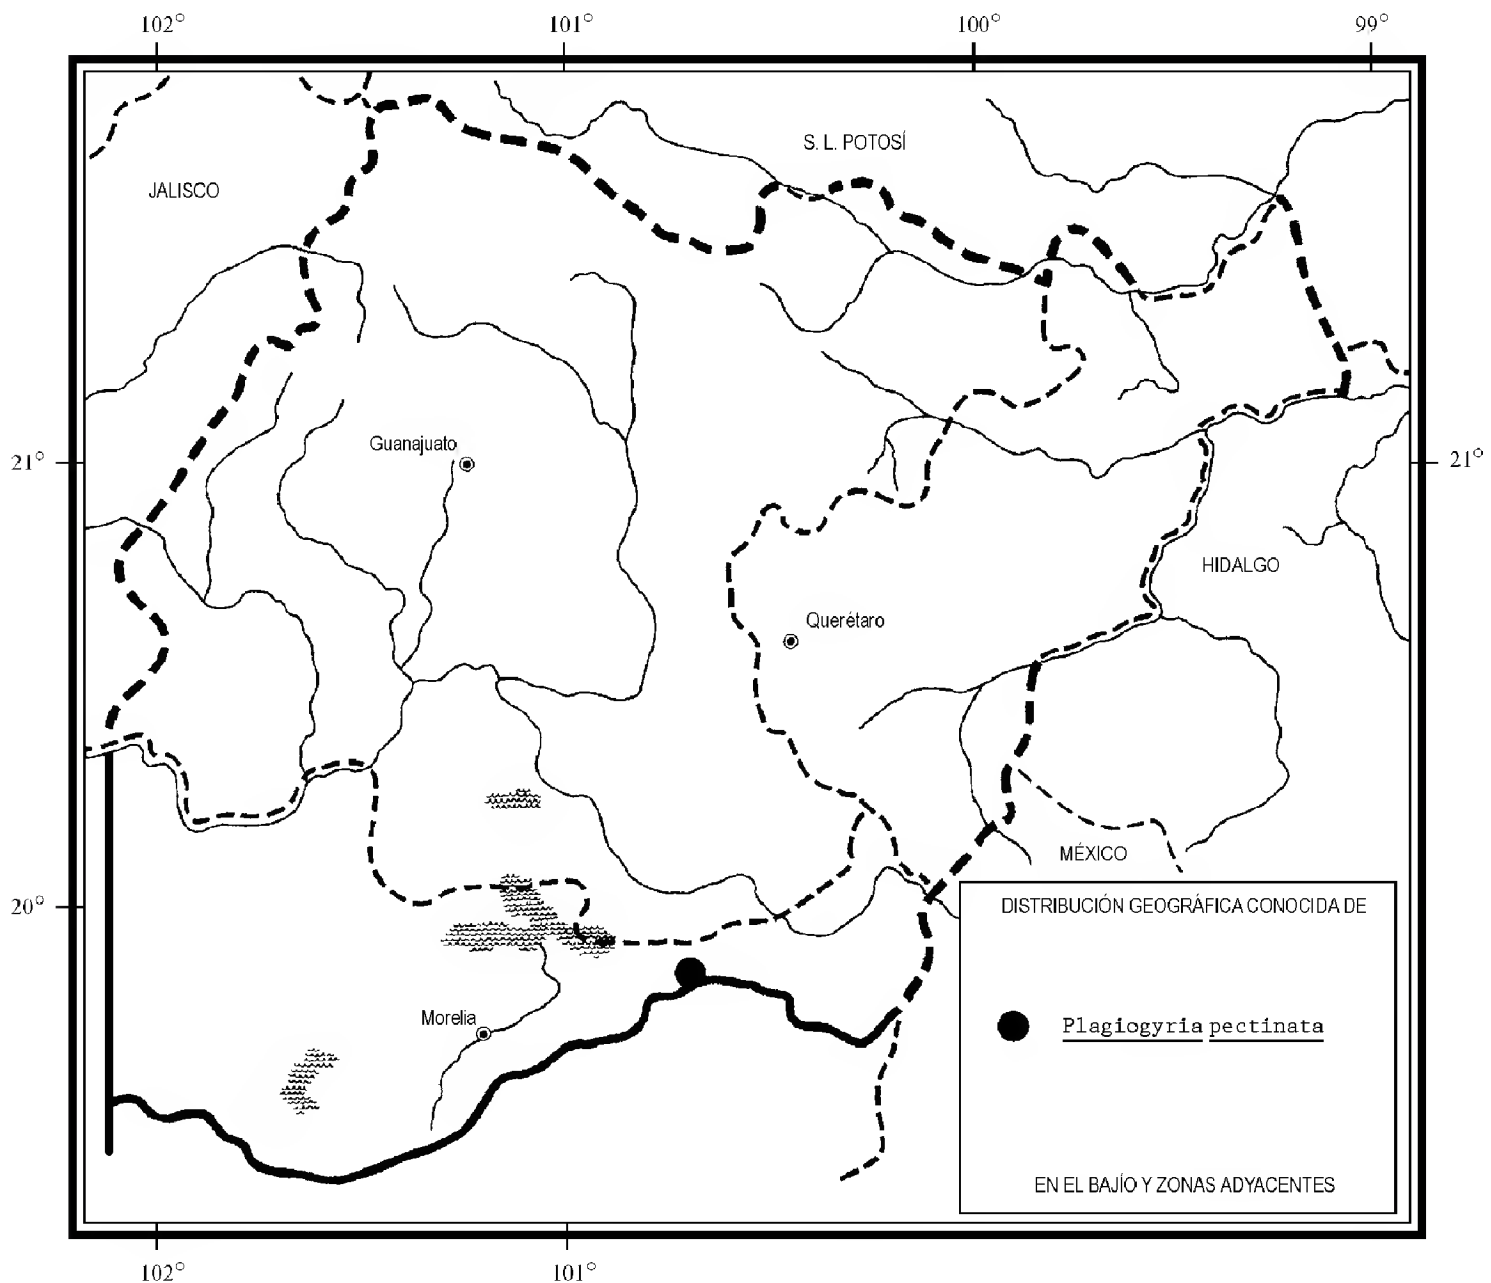 102° 101° 100° 99°
S. L. POTOSÍ
JALISCO
Guanajuato
21° 21°
HIDALGO
Querétaro
MÉXICO
20°
DISTRIBUCIÓN GEOGRÁFICA CONOCIDA DE
Plagiogyria pectinata
Morelia
EN EL BAJÍO Y ZONAS ADYACENTES
102° 101°